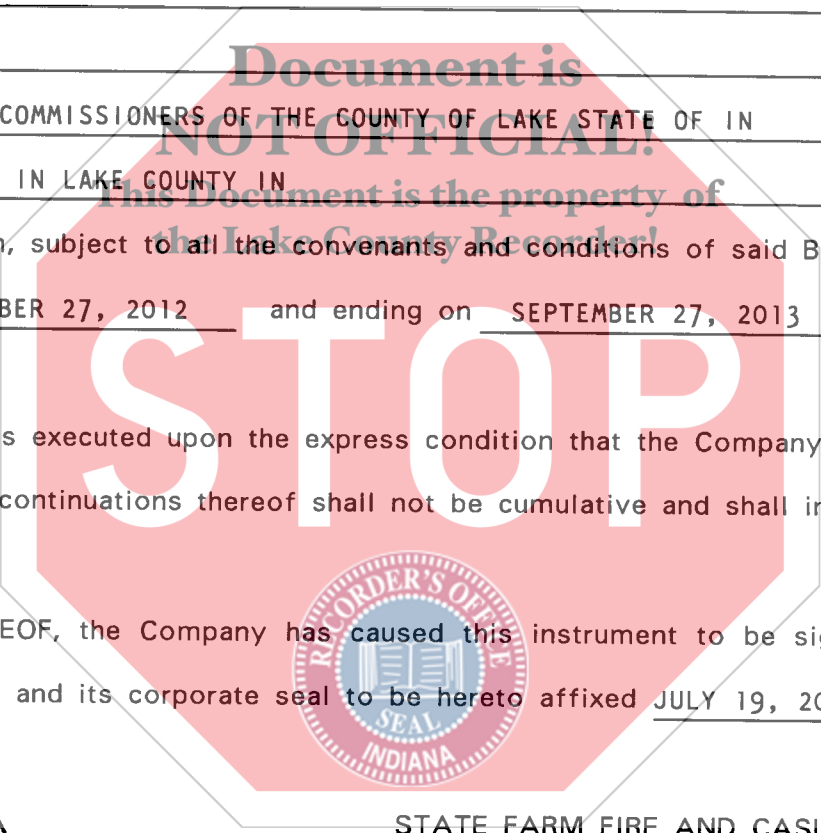 Document is
COMMISSIONERS OF THE COUNTY OF LAKE STATE OF IN
NOT OFFICIAL!
IN LAKE COUNTY IN
This Document is the property of
the Lake County Recorder!
, subject to all the convenants and conditions of said B
BER 27, 2012 and ending on SEPTEMBER 27, 2013
STOP
s executed upon the express condition that the Company
continuations thereof shall not be cumulative and shall in
RECORDER'S OFFICE
EOF, the Company has caused this instrument to be sig
and its corporate seal to be hereto affixed JULY 19, 20
SEAL
INDIANA
STATE FARM FIRE AND CASU